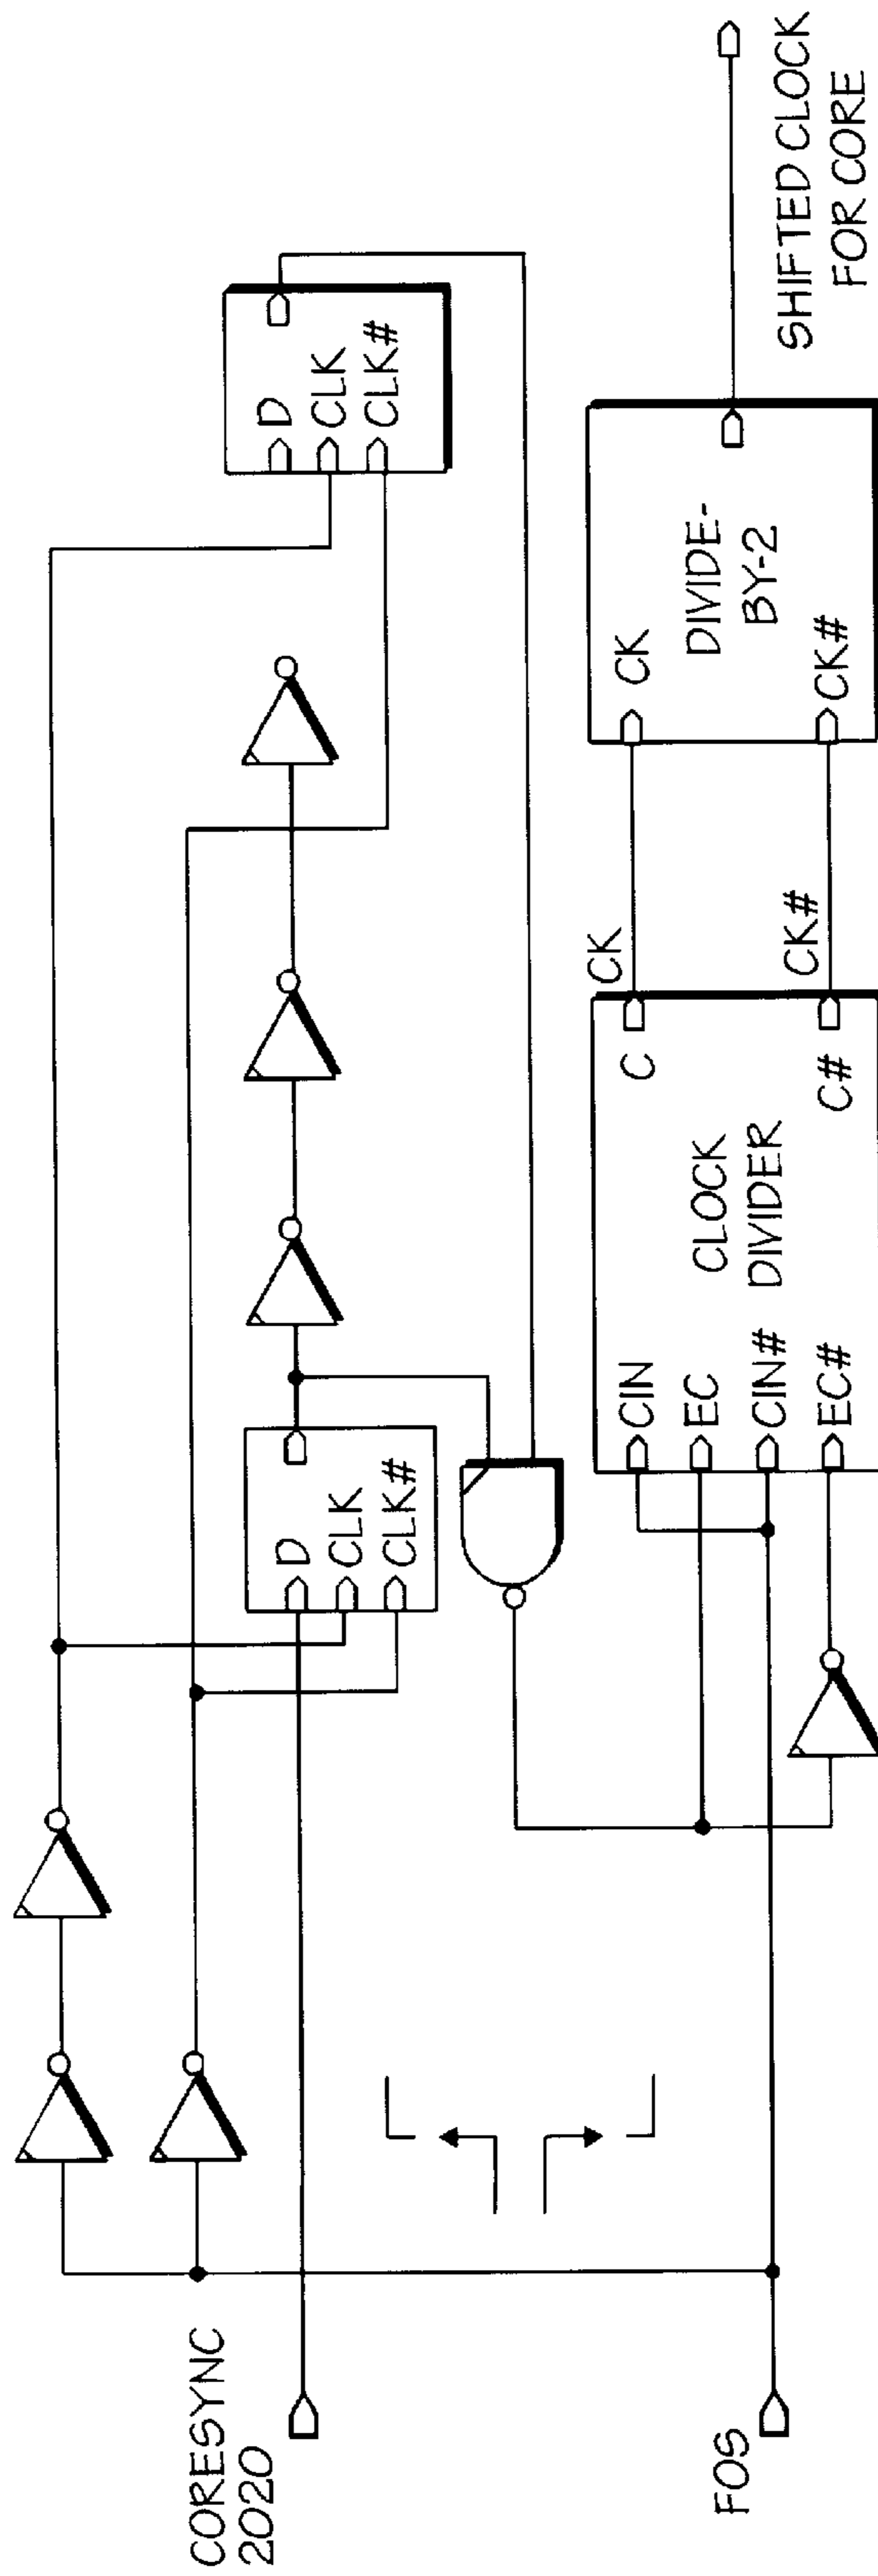 CORESYNC
2020
D
CLK
CLK#
D
CLK
CLK#
FOS
CIN
EC
CIN#
EC#
CLOCK
DIVIDER
C
C#
CK
CK#
CK
DIVIDE-
BY-2
CK#
SHIFTED CLOCK
FOR CORE